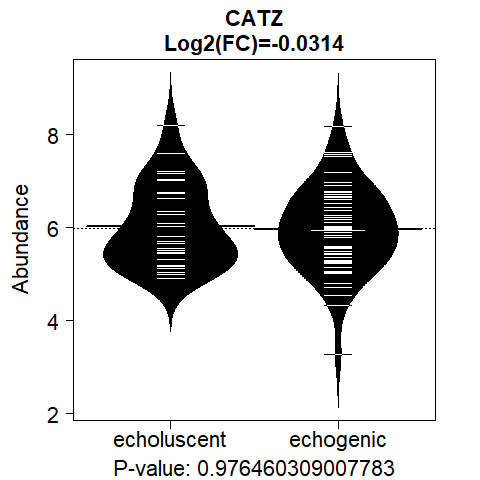 CATZ
Log2(FC)=-0.0314
Abundance
8
6
4
2
echoluscent echogenic
P-value: 0.976460309007783